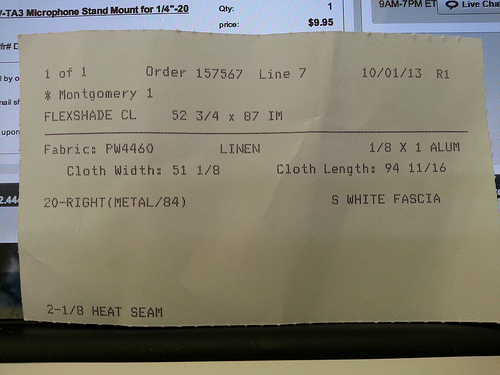 -TA3 Microphone Stand Mount for 1/4"-20
Qty: 1
price: $9.95
9AM-7PM ET
Live Cha
1 of 1 Order 157567 Line 7 10/01/13 R1
* Montgomery 1
FLEXSHADE CL 52 3/4 x 87 IM
Fabric: PW4460 LINEN 1/8 X 1 ALUM
Cloth Width: 51 1/8 Cloth Length: 94 11/16
20-RIGHT(METAL/84) S WHITE FASCIA
2-1/8 HEAT SEAM